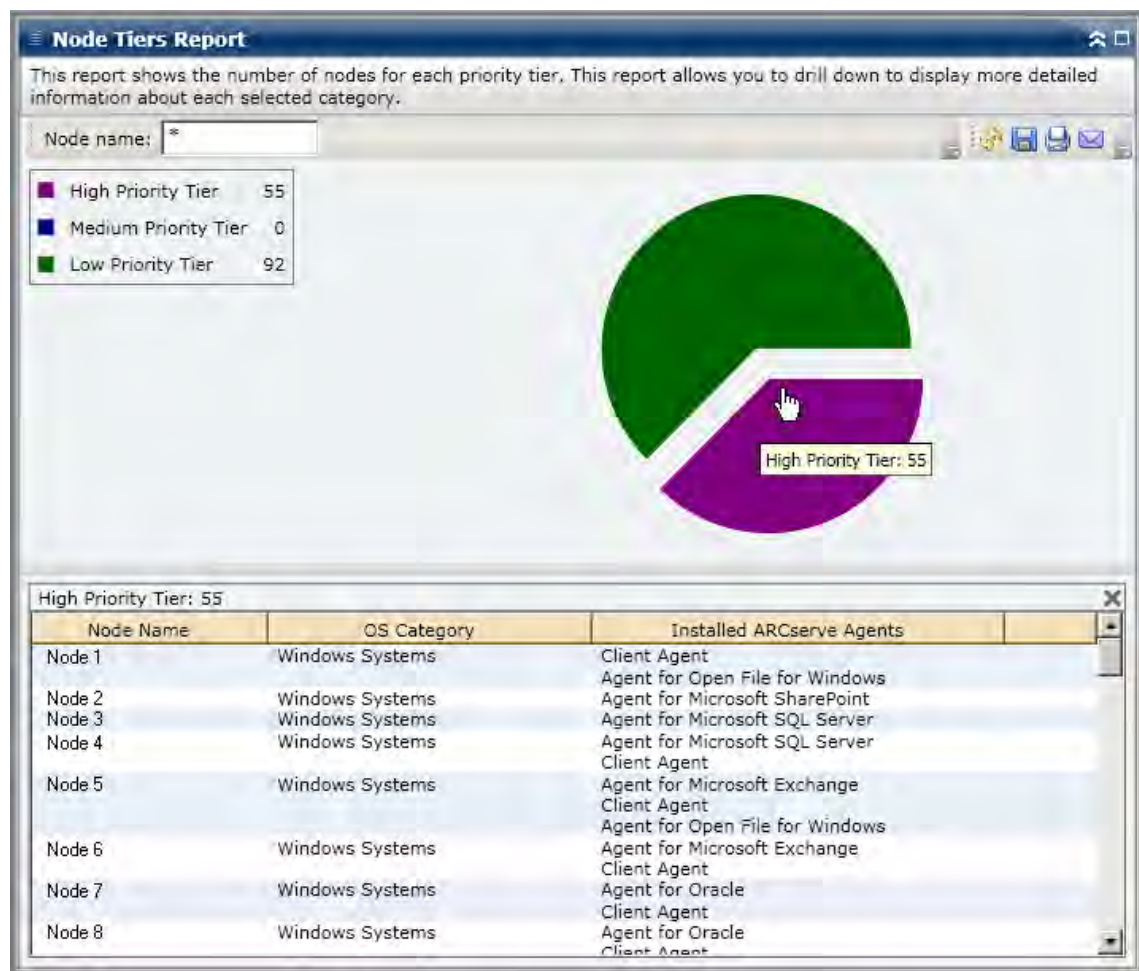 Node Tiers Report
This report shows the number of nodes for each priority tier. This report allows you to drill down to display more detailed
information about each selected category.
Node name: *
High Priority Tier 55
Medium Priority Tier 0
Low Priority Tier 92
High Priority Tier: 55
High Priority Tier: 55
Node Name OS Category Installed ARCserve Agents
Node 1 Windows Systems Client Agent
Agent for Open File for Windows
Node 2 Windows Systems Agent for Microsoft SharePoint
Node 3 Windows Systems Agent for Microsoft SQL Server
Node 4 Windows Systems Agent for Microsoft SQL Server
Client Agent
Node 5 Windows Systems Agent for Microsoft Exchange
Client Agent
Agent for Open File for Windows
Node 6 Windows Systems Agent for Microsoft Exchange
Client Agent
Node 7 Windows Systems Agent for Oracle
Client Agent
Node 8 Windows Systems Agent for Oracle
Client Agent